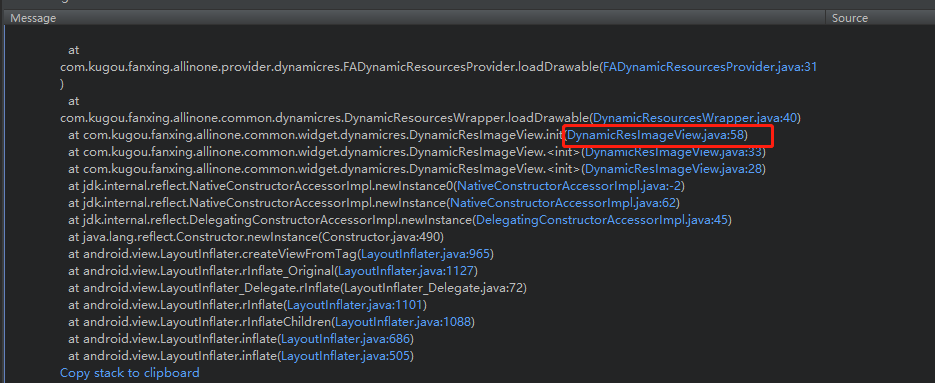 Message
Source
at
com.kugou.fanxing.allinone.provider.dynamicres.FADynamicResourcesProvider.loadDrawable(FADynamicResourcesProvider.java:31
)
at
com.kugou.fanxing.allinone.common.dynamicres.DynamicResourcesWrapper.loadDrawable(DynamicResourcesWrapper.java:40)
at com.kugou.fanxing.allinone.common.widget.dynamicres.DynamicResImageView.init(DynamicResImageView.java:58)
at com.kugou.fanxing.allinone.common.widget.dynamicres.DynamicResImageView.<init>(DynamicResImageView.java:33)
at com.kugou.fanxing.allinone.common.widget.dynamicres.DynamicResImageView.<init>(DynamicResImageView.java:28)
at jdk.internal.reflect.NativeConstructorAccessorImpl.newInstance0(NativeConstructorAccessorImpl.java:-2)
at jdk.internal.reflect.NativeConstructorAccessorImpl.newInstance(NativeConstructorAccessorImpl.java:62)
at jdk.internal.reflect.DelegatingConstructorAccessorImpl.newInstance(DelegatingConstructorAccessorImpl.java:45)
at java.lang.reflect.Constructor.newInstance(Constructor.java:490)
at android.view.LayoutInflater.createViewFromTag(LayoutInflater.java:965)
at android.view.LayoutInflater.rInflate_Original(LayoutInflater.java:1127)
at android.view.LayoutInflater_Delegate.rInflate(LayoutInflater_Delegate.java:72)
at android.view.LayoutInflater.rInflate(LayoutInflater.java:1101)
at android.view.LayoutInflater.rInflateChildren(LayoutInflater.java:1088)
at android.view.LayoutInflater.inflate(LayoutInflater.java:686)
at android.view.LayoutInflater.inflate(LayoutInflater.java:505)
Copy stack to clipboard